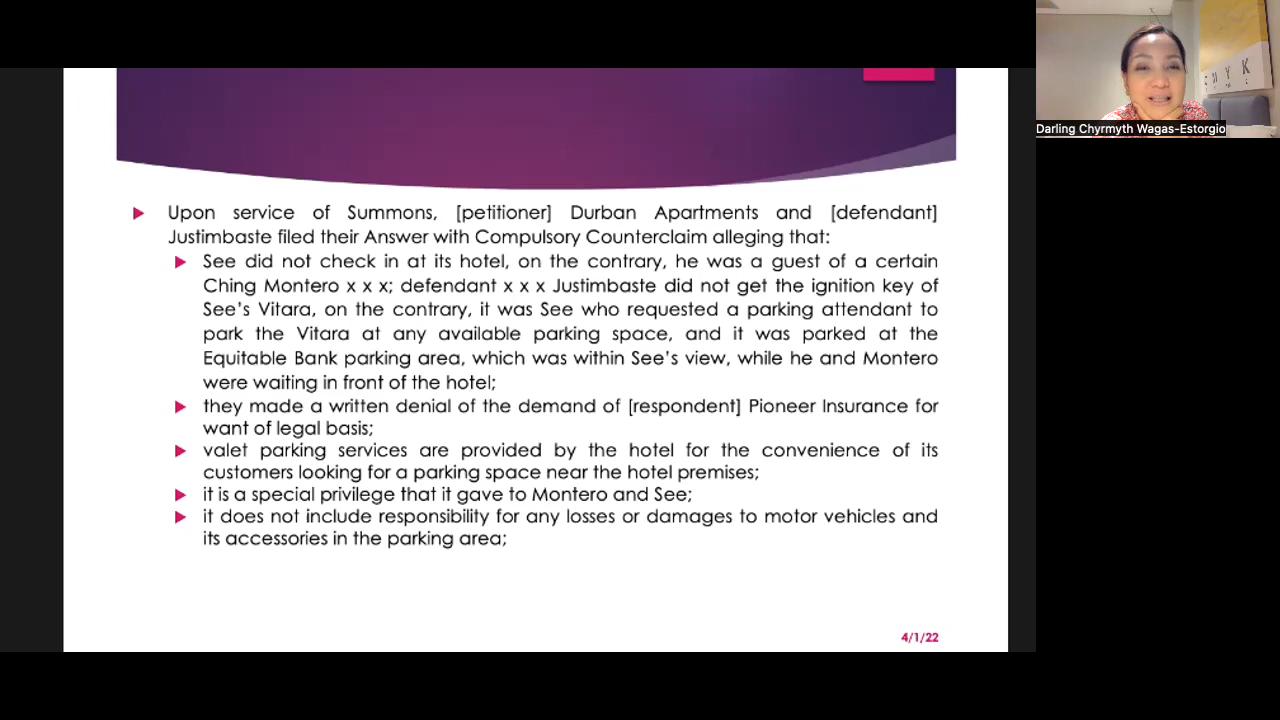 Upon service of Summons, [petitioner] Durban Apartments and [defendant]
Justimbaste filed their Answer with Compulsory Counterclaim alleging that:
See did not check in at its hotel, on the contrary, he was a guest of a certain
Ching Montero x x x; defendant x x x Justimbaste did not get the ignition key of
See's Vitara, on the contrary, it was See who requested a parking attendant to
park the Vitara at any available parking space, and it was parked at the
Equitable Bank parking area, which was within See's view, while he and Montero
were waiting in front of the hotel;
they made a written denial of the demand of [respondent] Pioneer Insurance for
want of legal basis;
valet parking services are provided by the hotel for the convenience of its
customers looking for a parking space near the hotel premises;
it is a special privilege that it gave to Montero and See;
it does not include responsibility for any losses or damages to motor vehicles and
its accessories in the parking area;
4/1/22
Darling Chyrmyth Wagas-Estorgio